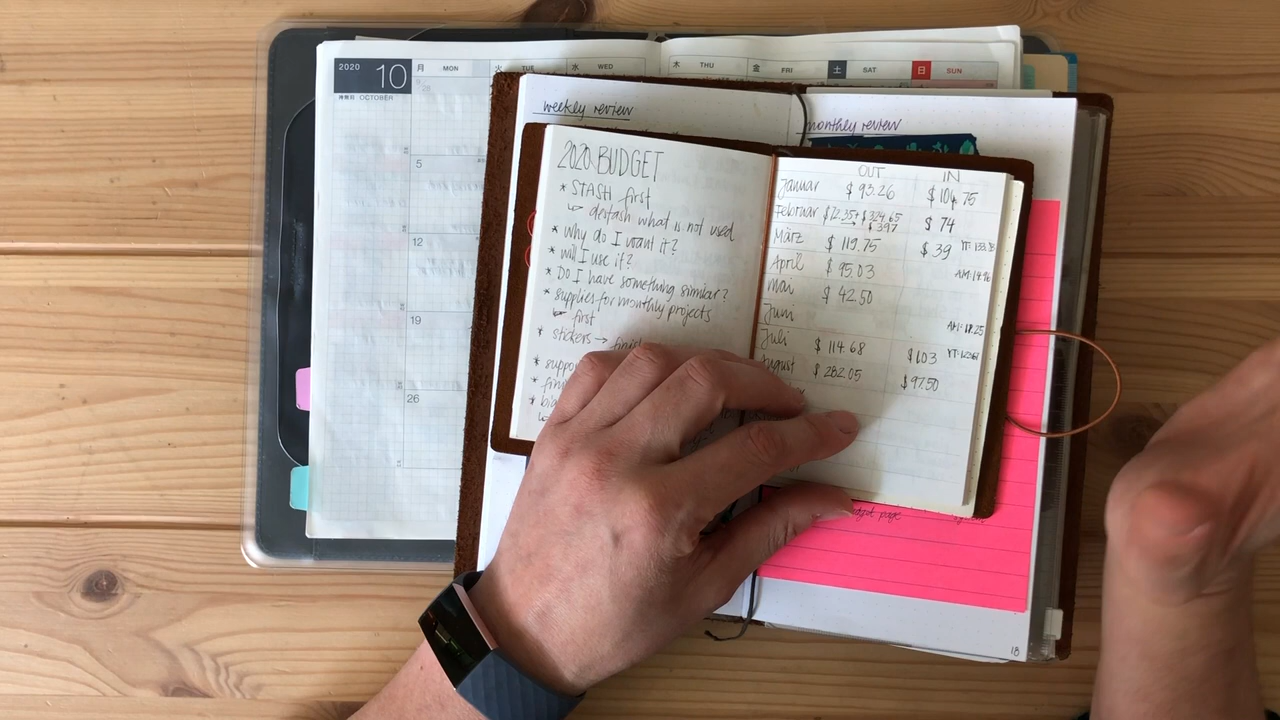 2020
10
OCTOBER
月 MON
火 TUE
水 WED
木 THU
金 FRI
土 SAT
日 SUN
5
12
19
26
weekly review
monthly review
2020 BUDGET
* STASH first
↳ destash what is not used
* why do I want it?
* will I use it?
* Do I have something similar?
* supplies for monthly projects
↳ first
* stickers →
OUT IN
Januar $ 93.26 $ 104.75
Februar $72.35+$324.65 $ 74
$397
März $ 119.75 $ 39
April $ 95.03
Mai $ 42.50
Juni
Juli $ 114.68 $103
August $ 282.05 $97.50
page
18